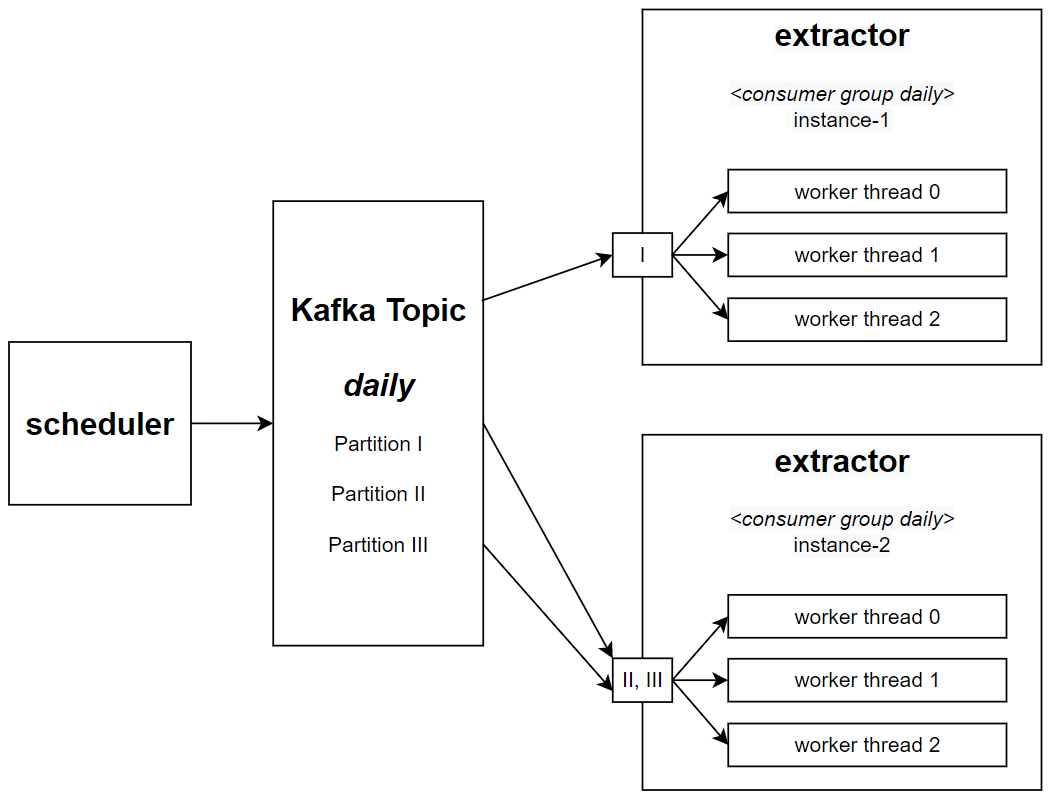 scheduler
Kafka Topic
daily
Partition I
Partition II
Partition III
extractor
<consumer group daily>
instance-1
I
worker thread 0
worker thread 1
worker thread 2
extractor
<consumer group daily>
instance-2
II, III
worker thread 0
worker thread 1
worker thread 2